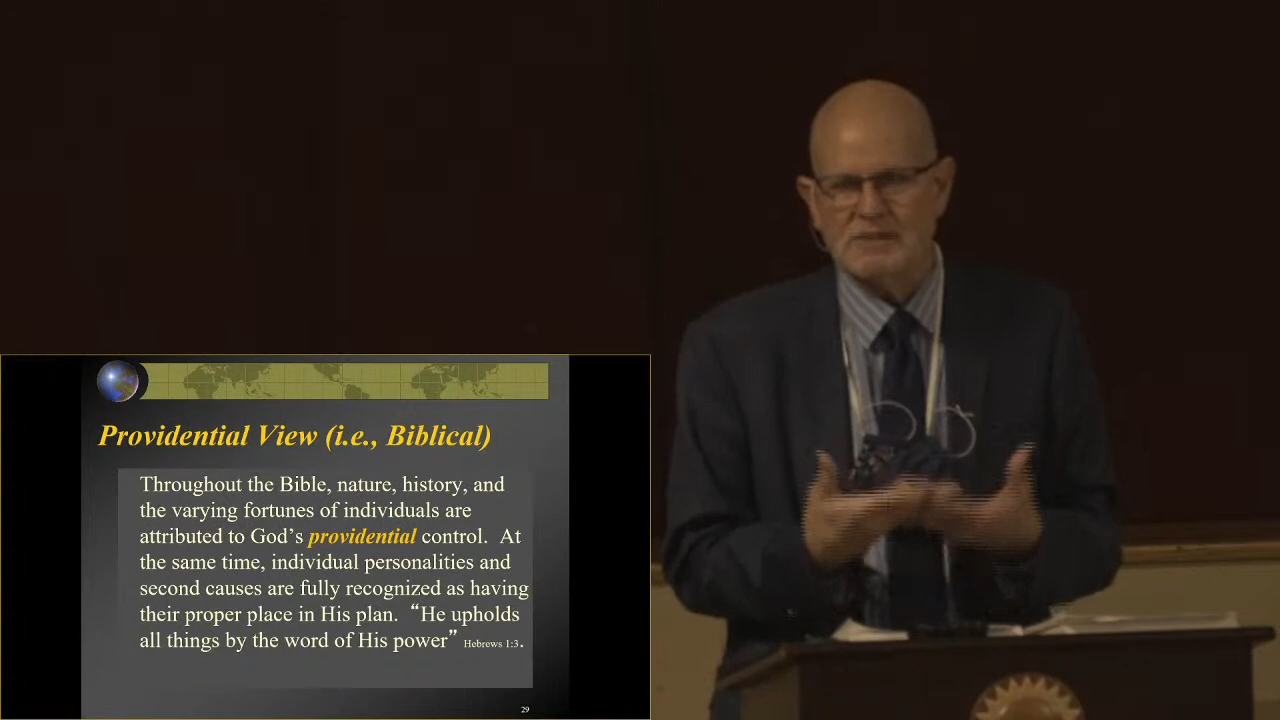 Providential View (i.e., Biblical)
Throughout the Bible, nature, history, and
the varying fortunes of individuals are
attributed to God’s providential control. At
the same time, individual personalities and
second causes are fully recognized as having
their proper place in His plan. “He upholds
all things by the word of His power” Hebrews 1:3.
29